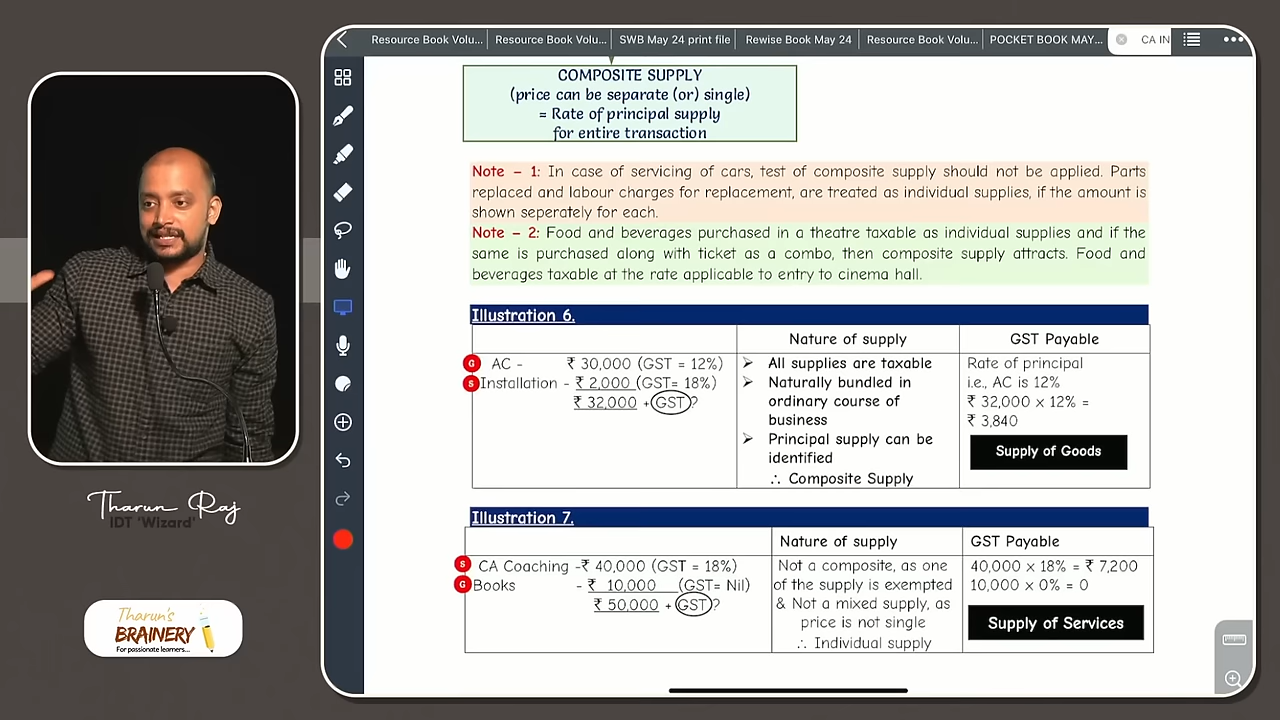 Resource Book Volu...
Resource Book Volu...
SWB May 24 print file
Rewise Book May 24
Resource Book Volu...
POCKET BOOK MAY...
CA IN
COMPOSITE SUPPLY
(price can be separate (or) single)
= Rate of principal supply
for entire transaction
Note – 1: In case of servicing of cars, test of composite supply should not be applied. Parts
replaced and labour charges for replacement, are treated as individual supplies, if the amount is
shown seperately for each.
Note – 2: Food and beverages purchased in a theatre taxable as individual supplies and if the
same is purchased along with ticket as a combo, then composite supply attracts. Food and
beverages taxable at the rate applicable to entry to cinema hall.
Illustration 6.
Nature of supply
GST Payable
G AC - ₹ 30,000 (GST = 12%)
S Installation - ₹ 2,000 (GST= 18%)
₹ 32,000 + GST ?
➢ All supplies are taxable
➢ Naturally bundled in
ordinary course of
business
➢ Principal supply can be
identified
∴ Composite Supply
Rate of principal
i.e., AC is 12%
₹ 32,000 x 12% =
₹ 3,840
Supply of Goods
Illustration 7.
Nature of supply
GST Payable
S CA Coaching -₹ 40,000 (GST = 18%)
G Books - ₹ 10,000 (GST= Nil)
₹ 50,000 + GST ?
Not a composite, as one
of the supply is exempted
& Not a mixed supply, as
price is not single
∴ Individual supply
40,000 x 18% = ₹ 7,200
10,000 x 0% = 0
Supply of Services
Tharun Raj
IDT 'Wizard'
Tharun's
BRAINERY
For passionate learners...